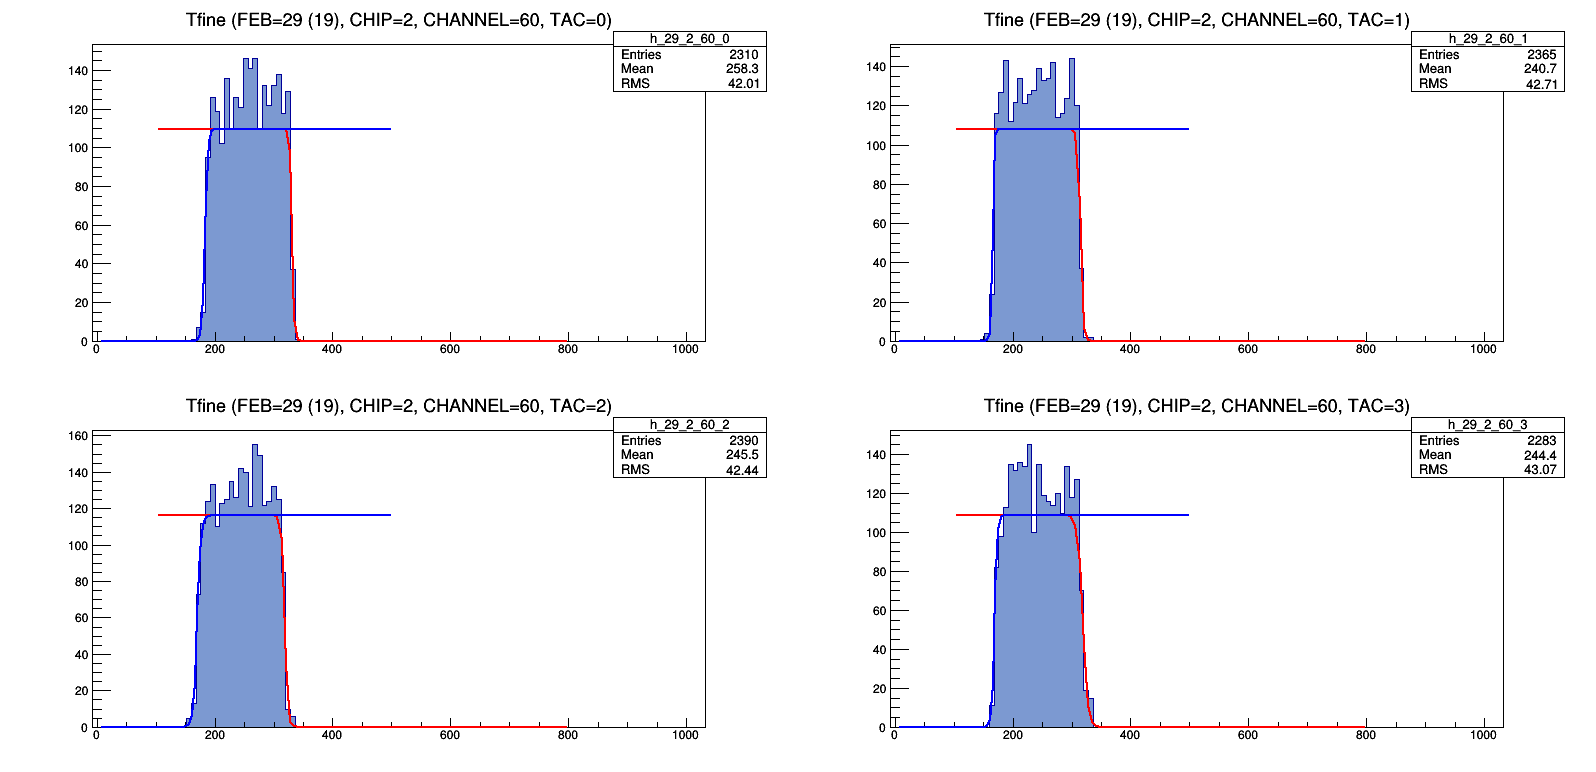 Tfine (FEB=29 (19), CHIP=2, CHANNEL=60, TAC=0)
h_29_2_60_0
Entries 2310
Mean 258.3
RMS 42.01
140
120
100
80
60
40
20
0
0 200 400 600 800 1000
Tfine (FEB=29 (19), CHIP=2, CHANNEL=60, TAC=1)
h_29_2_60_1
Entries 2365
Mean 240.7
RMS 42.71
140
120
100
80
60
40
20
0
0 200 400 600 800 1000
Tfine (FEB=29 (19), CHIP=2, CHANNEL=60, TAC=2)
h_29_2_60_2
Entries 2390
Mean 245.5
RMS 42.44
160
140
120
100
80
60
40
20
0
0 200 400 600 800 1000
Tfine (FEB=29 (19), CHIP=2, CHANNEL=60, TAC=3)
h_29_2_60_3
Entries 2283
Mean 244.4
RMS 43.07
140
120
100
80
60
40
20
0
0 200 400 600 800 1000